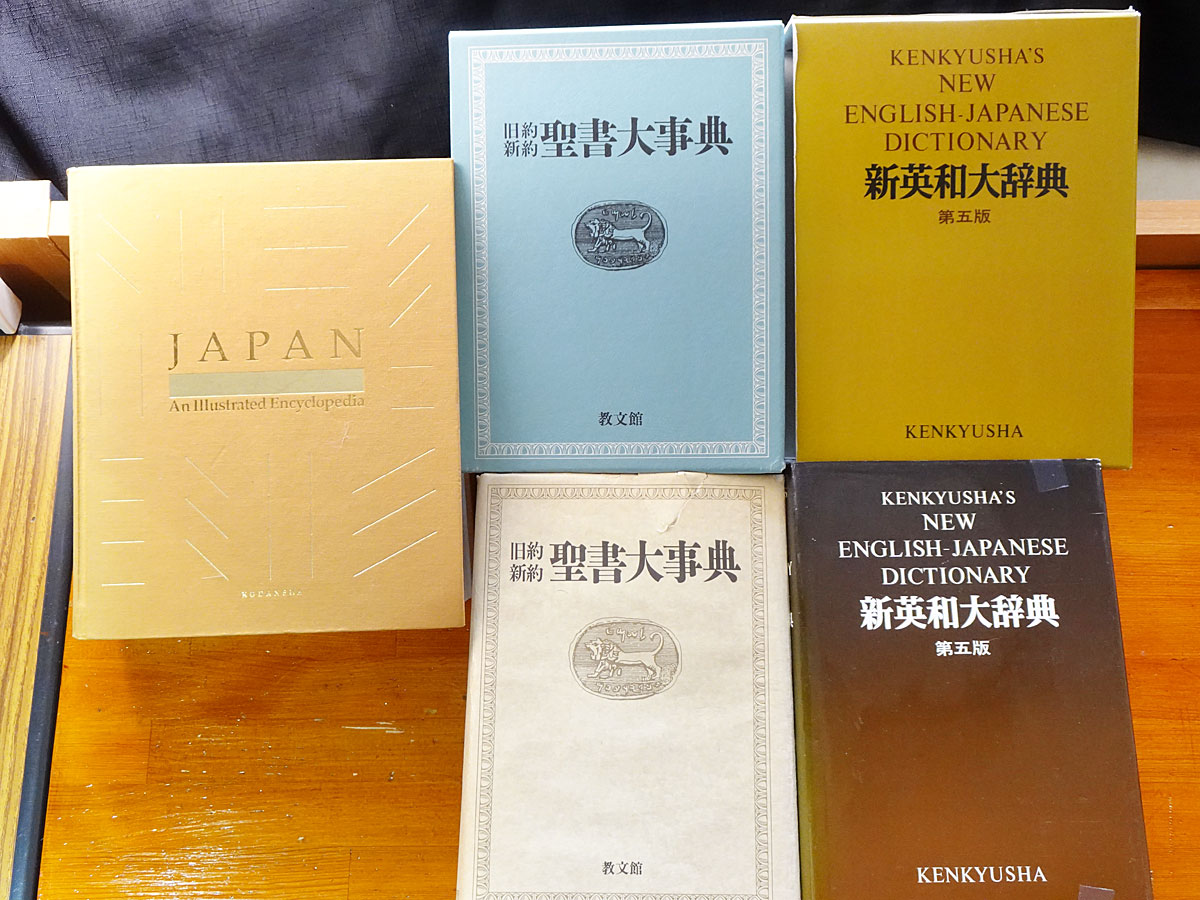 JAPAN
An Illustrated Encyclopedia
KODANSHA
旧約
新約
聖書大事典
教文館
KENKYUSHA'S
NEW
ENGLISH-JAPANESE
DICTIONARY
新英和大辞典
第五版
KENKYUSHA
旧約
新約
聖書大事典
教文館
KENKYUSHA'S
NEW
ENGLISH-JAPANESE
DICTIONARY
新英和大辞典
第五版
KENKYUSHA